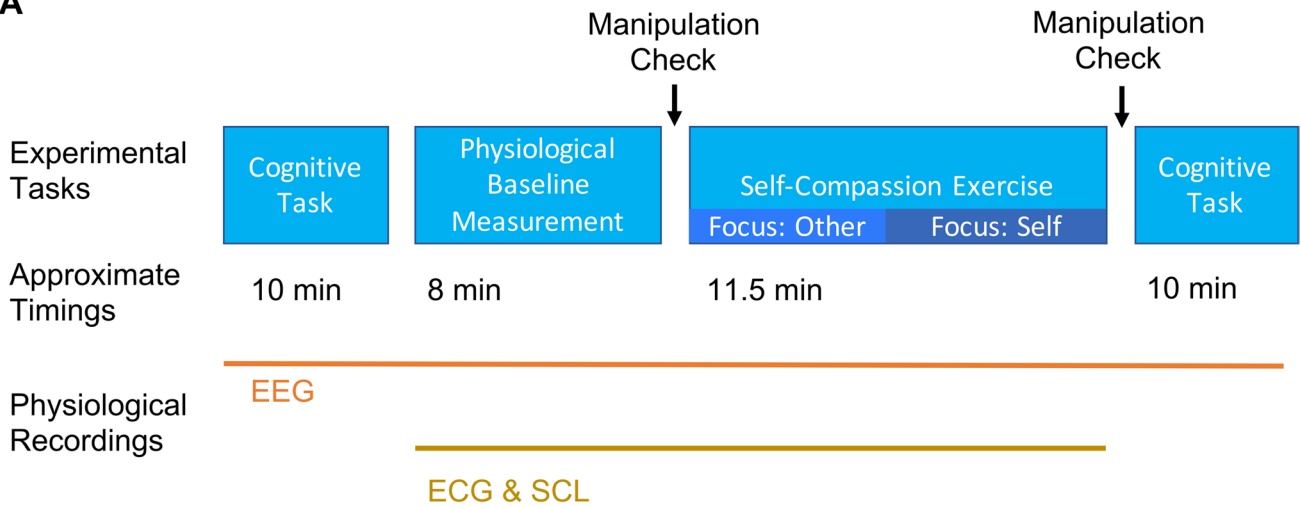 A
Manipulation
Check
Manipulation
Check
Experimental
Tasks
Cognitive
Task
Physiological
Baseline
Measurement
Self-Compassion Exercise
Focus: Other
Focus: Self
Cognitive
Task
Approximate
Timings
10 min
8 min
11.5 min
10 min
Physiological
Recordings
EEG
ECG & SCL